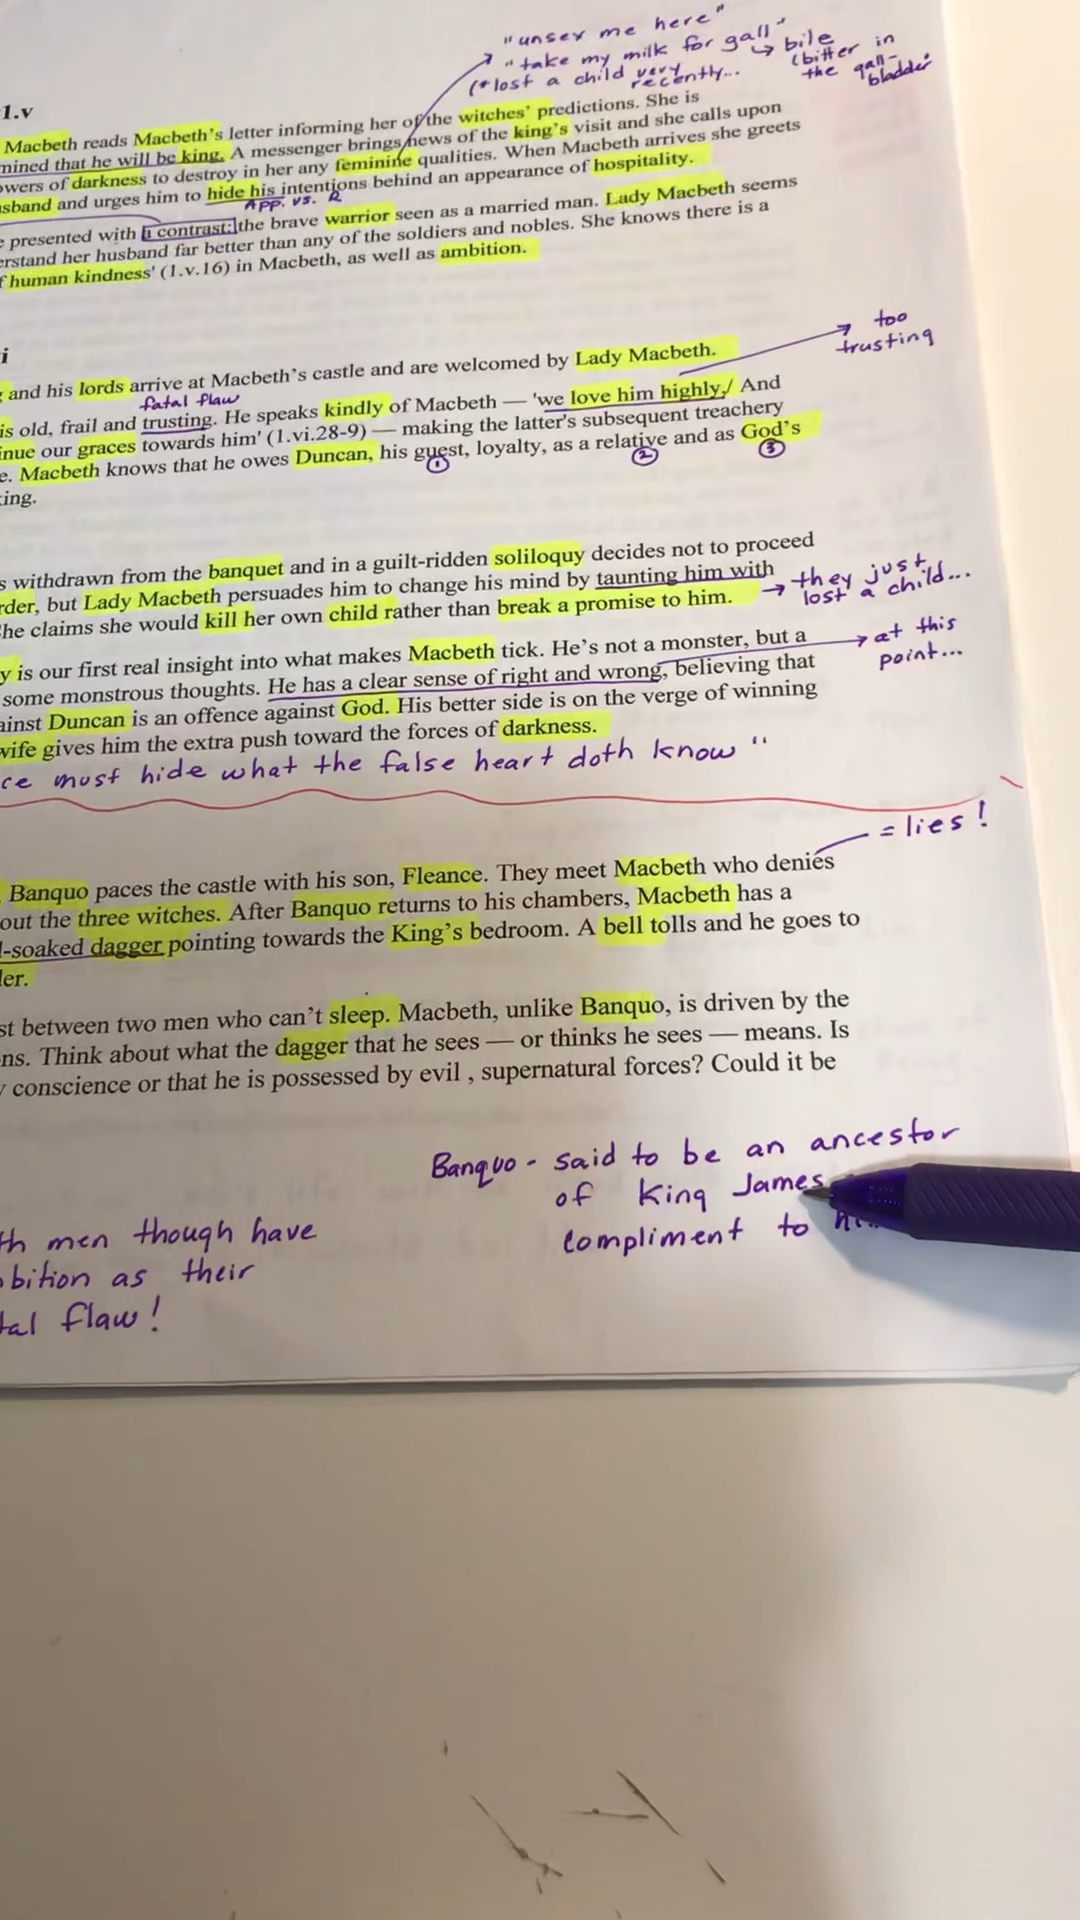 "unsex me here"
"take my milk for gall"
→ bile
(bitter in
the gall-
bladder
(* lost a child very
recently...
1.v
Macbeth reads Macbeth's letter informing her of the witches' predictions. She is
mined that he will be king. A messenger brings news of the king's visit and she calls upon
owers of darkness to destroy in her any feminine qualities. When Macbeth arrives she greets
sband and urges him to hide his intentions behind an appearance of hospitality.
APP. vs. R
e presented with a contrast: the brave warrior seen as a married man. Lady Macbeth seems
erstand her husband far better than any of the soldiers and nobles. She knows there is a
f human kindness' (1.v.16) in Macbeth, as well as ambition.
too
trusting
i
and his lords arrive at Macbeth's castle and are welcomed by Lady Macbeth.
fatal flaw
is old, frail and trusting. He speaks kindly of Macbeth — 'we love him highly,/ And
inue our graces towards him' (1.vi.28-9) — making the latter's subsequent treachery
e. Macbeth knows that he owes Duncan, his guest, loyalty, as a relative and as God's
1 2 3
king.
s withdrawn from the banquet and in a guilt-ridden soliloquy decides not to proceed
rder, but Lady Macbeth persuades him to change his mind by taunting him with
he claims she would kill her own child rather than break a promise to him.
→ they just
lost a child...
y is our first real insight into what makes Macbeth tick. He's not a monster, but a
some monstrous thoughts. He has a clear sense of right and wrong, believing that
ainst Duncan is an offence against God. His better side is on the verge of winning
wife gives him the extra push toward the forces of darkness.
→ at this
point...
ce must hide what the false heart doth know"
= lies!
Banquo paces the castle with his son, Fleance. They meet Macbeth who denies
out the three witches. After Banquo returns to his chambers, Macbeth has a
l-soaked dagger pointing towards the King's bedroom. A bell tolls and he goes to
ler.
st between two men who can't sleep. Macbeth, unlike Banquo, is driven by the
ns. Think about what the dagger that he sees — or thinks he sees — means. Is
y conscience or that he is possessed by evil , supernatural forces? Could it be
Banquo - said to be an ancestor
of King James
compliment to
th men though have
bition as their
tal flaw!